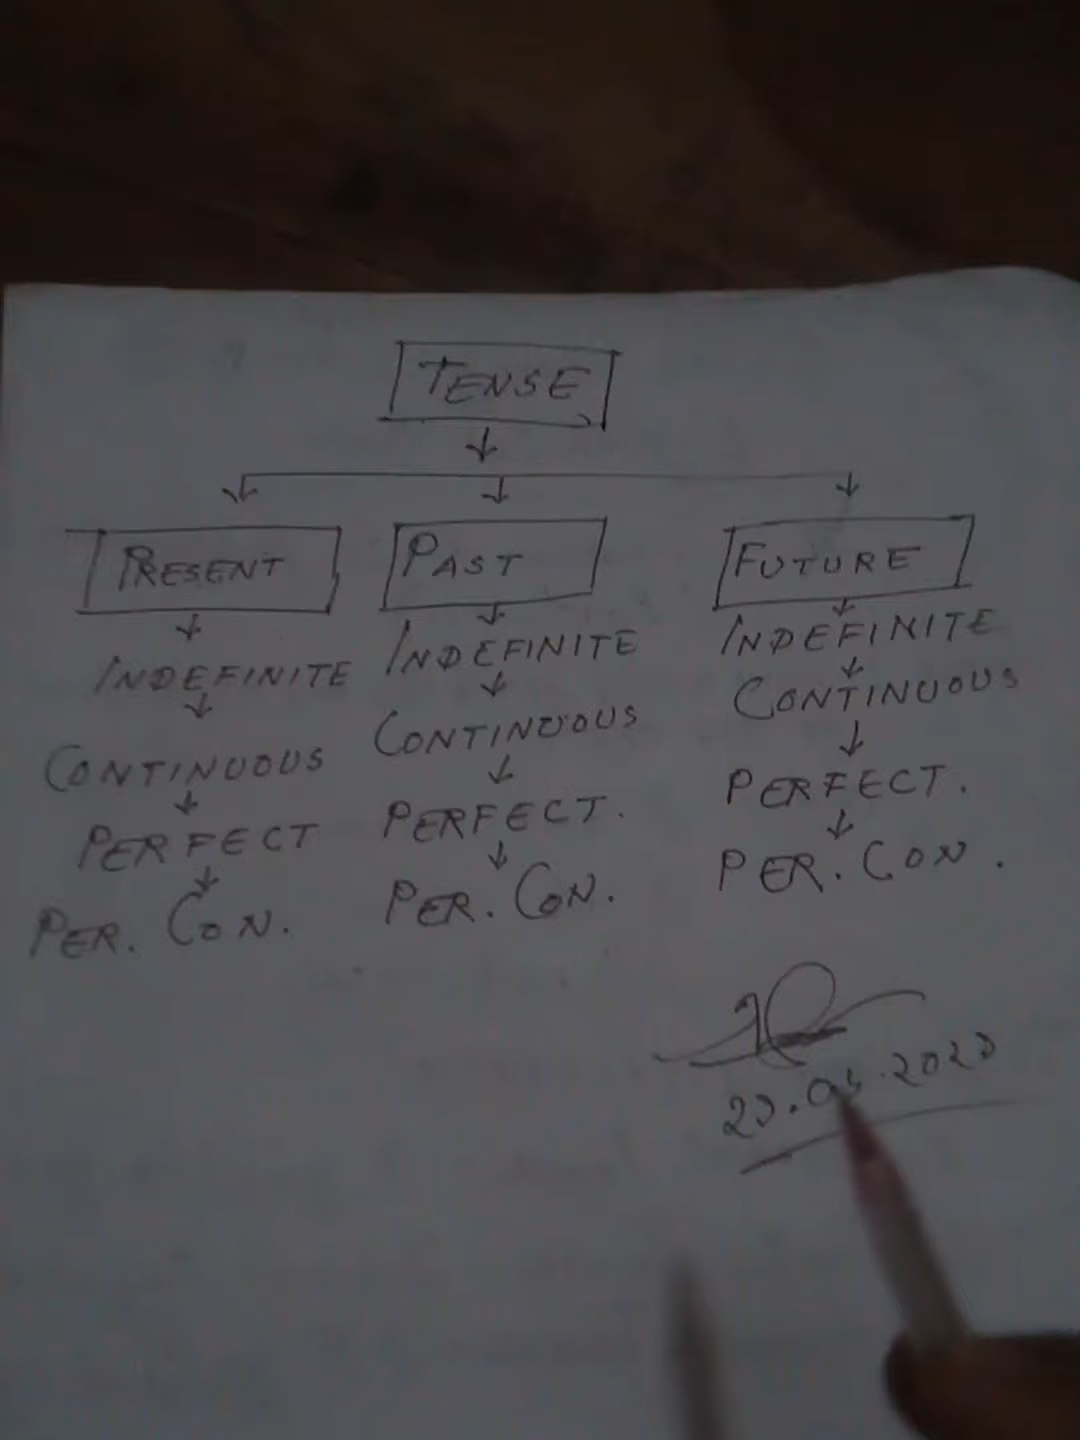 TENSE
PRESENT PAST FUTURE
INDEFINITE INDEFINITE INDEFINITE
CONTINUOUS CONTINUOUS CONTINUOUS
PERFECT PERFECT. PERFECT.
PER. CON. PER. CON. PER. CON.